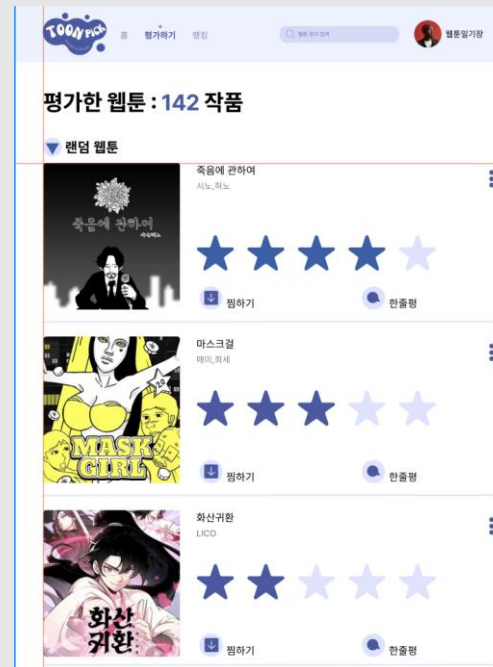 TOON PICK
홈 평가하기 랭킹 웹툰일기장
평가한 웹툰 : 142 작품
랜덤 웹툰
죽음에 관하여
시노,혀노
죽음에 관하여
시니/혀노
찜하기 한줄평
마스크걸
매미,희세
MASK
GIRL
찜하기 한줄평
화산귀환
LICO
화산
귀환
찜하기 한줄평